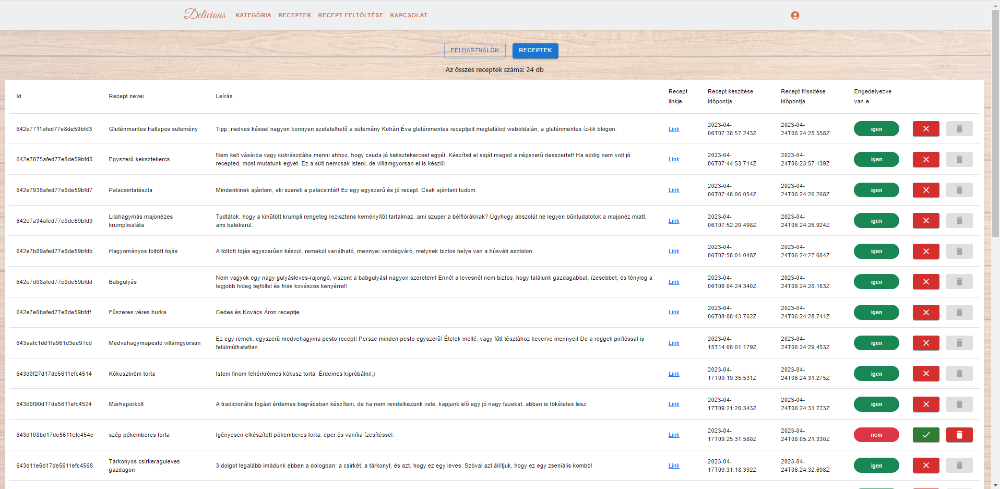 Delicious KATEGÓRIA RECEPTEK RECEPT FELTÖLTÉSE KAPCSOLAT
FELHASZNÁLÓK RECEPTEK
Az összes receptek száma: 24 db
Id Recept nevei Leírás Recept linkje Recept készitése időpontja Recept frissítése időpontja Engedélyezve van-e
642e7711afed77e8de59bfd3 Gluténmentes hatlapos sütemény Tipp: nedves késsel nagyon könnyen szeletelhető a sütemény Kohári Éva gluténmentes receptjeit megtalálod weboldalán, a gluténmentes íz-lik blogon. Link 2023-04-06T07:38:57.243Z 2023-04-24T06:24:25.558Z igen
642e7875afed77e8de59bfd5 Egyszerű keksztekercs Nem kell vásárba vagy cukrászdába menni ahhoz, hogy csuda jó keksztekercset egyél. Készítsd el saját magad a népszerű desszertet! Ha eddig nem volt jó recepted, most mutatunk egyet. Ez a süti nemcsak isteni, de villámgyorsan el is készül Link 2023-04-06T07:44:53.714Z 2023-04-24T06:23:57.139Z igen
642e7936afed77e8de59bfd7 Palacsintatészta Mindenkinek ajánlom, aki szereti a palacsintát! Ez egy egyszerű és jó recept. Csak ajánlani tudom. Link 2023-04-06T07:48:06.054Z 2023-04-24T06:24:26.268Z igen
642e7a34afed77e8de59bfd9 Lilahagymás majonézes krumplisaláta Tudtátok, hogy a kihűtött krumpli rengeteg rezisztens keményítőt tartalmaz, ami szuper a bélflóráknak? Úgyhogy abszolút ne legyen bűntudatotok a majonéz miatt, ami belekerül. Link 2023-04-06T07:52:20.498Z 2023-04-24T06:24:26.924Z igen
642e7b89afed77e8de59bfdb Hagyományos töltött tojás A töltött tojás egyszerűen készül, remekül variálható, mennyei vendégváró, melynek biztos helye van a húsvéti asztalon. Link 2023-04-06T07:58:01.048Z 2023-04-24T06:24:27.604Z igen
642e7d08afed77e8de59bfdd Babgulyás Nem vagyok egy nagy gulyásleves-rajongó, viszont a babgulyást nagyon szeretem! Ennél a levesnél nem biztos, hogy találunk gazdagabbat, ízesebbet, és tényleg a legjobb hideg tejföllel és friss kovászos kenyérrel! Link 2023-04-06T08:04:24.340Z 2023-04-24T06:24:28.163Z igen
642e7e0bafed77e8de59bfdf Fűszeres véres hurka Cedes és Kovács Áron receptje Link 2023-04-06T08:08:43.762Z 2023-04-24T06:24:28.741Z igen
643aafc1dd1fa961d3ee97cd Medvehagymapesto villámgyorsan Ez egy remek, egyszerű medvehagyma pesto recept! Persze minden pesto egyszerű! Ételek mellé, vagy főtt tésztához keverve mennyei! De a reggeli pirítóssal is felülmúlhatatlan. Link 2023-04-15T14:08:01.179Z 2023-04-24T06:24:29.453Z igen
643d0f27d17de5611efc4514 Kókuszkrém torta Isteni finom fehérkrémes kókusz torta. Érdemes kipróbálni!;) Link 2023-04-17T09:19:35.531Z 2023-04-24T06:24:31.275Z igen
643d0f90d17de5611efc4524 Marhapörkölt A tradicionális fogást érdemes bográcsban készíteni, de ha nem rendelkezünk vele, kapjunk elő egy jó nagy fazekat, abban is tökéletes lesz. Link 2023-04-17T09:21:20.343Z 2023-04-24T06:24:31.723Z igen
643d108bd17de5611efc454e szép pókemberes torta Igényesen elkészített pókemberes torta, eper és vanília ízesítéssel. Link 2023-04-17T09:25:31.580Z 2023-04-24T08:05:21.330Z nem
643d11e6d17de5611efc4568 Tárkonyos csirkeraguleves gazdagon 3 dolgot legalább imádunk ebben a dologban: a csirkét, a tárkonyt, és azt, hogy ez egy leves. Szóval azt állítjuk, hogy ez egy zseniális kombó! Link 2023-04-17T09:31:18.392Z 2023-04-24T06:24:32.698Z igen